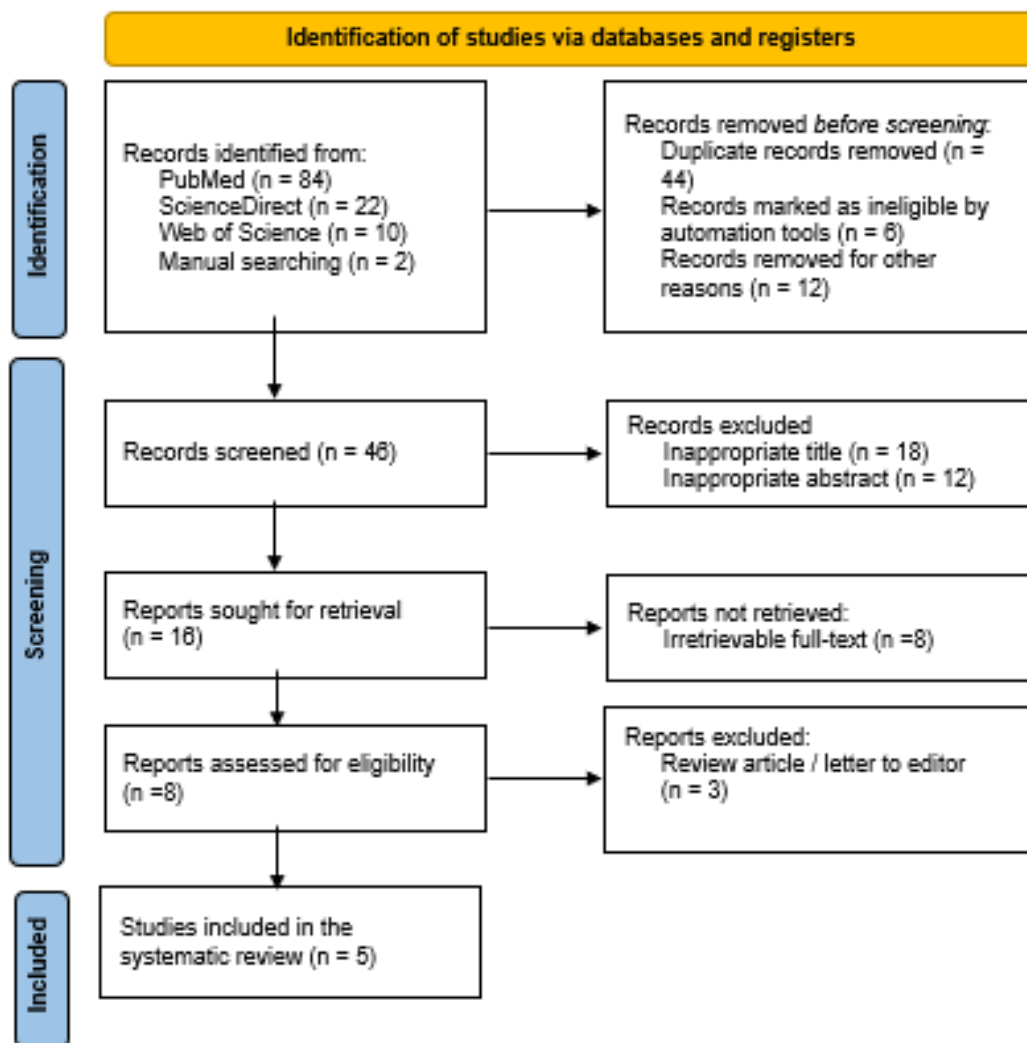 Identification of studies via databases and registers
Identification
Records identified from:
PubMed (n = 84)
ScienceDirect (n = 22)
Web of Science (n = 10)
Manual searching (n = 2)
Records removed before screening:
Duplicate records removed (n =
44)
Records marked as ineligible by
automation tools (n = 6)
Records removed for other
reasons (n = 12)
Screening
Records screened (n = 46)
Records excluded
Inappropriate title (n = 18)
Inappropriate abstract (n = 12)
Reports sought for retrieval
(n = 16)
Reports not retrieved:
Irretrievable full-text (n =8)
Reports assessed for eligibility
(n =8)
Reports excluded:
Review article / letter to editor
(n = 3)
Included
Studies included in the
systematic review (n = 5)